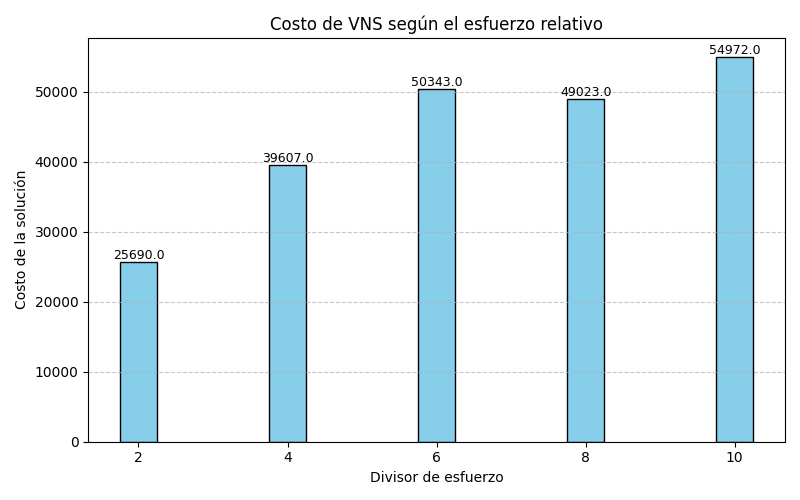 Costo de VNS según el esfuerzo relativo
54972.0
50343.0
49023.0
39607.0
25690.0
50000
40000
30000
20000
10000
0
Costo de la solución
2 4 6 8 10
Divisor de esfuerzo